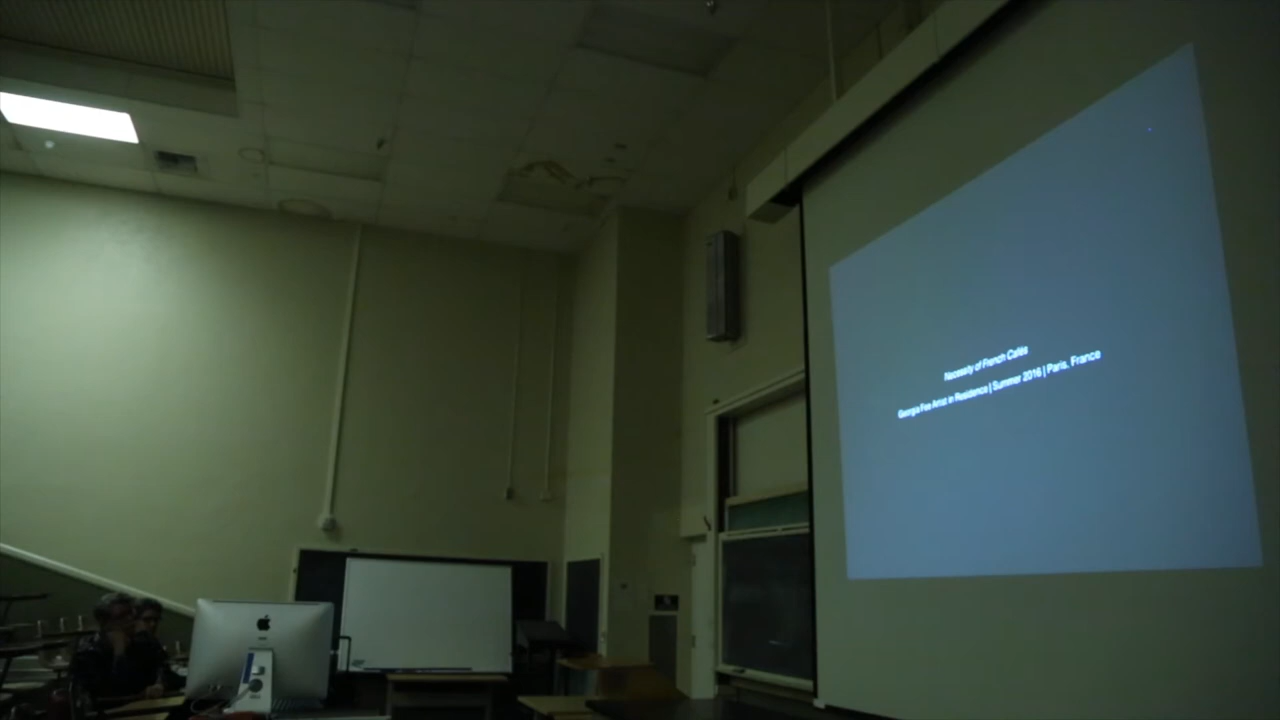 Necessity of French Cafés
Georgia Fee Artist in Residence | Summer 2016 | Paris, France